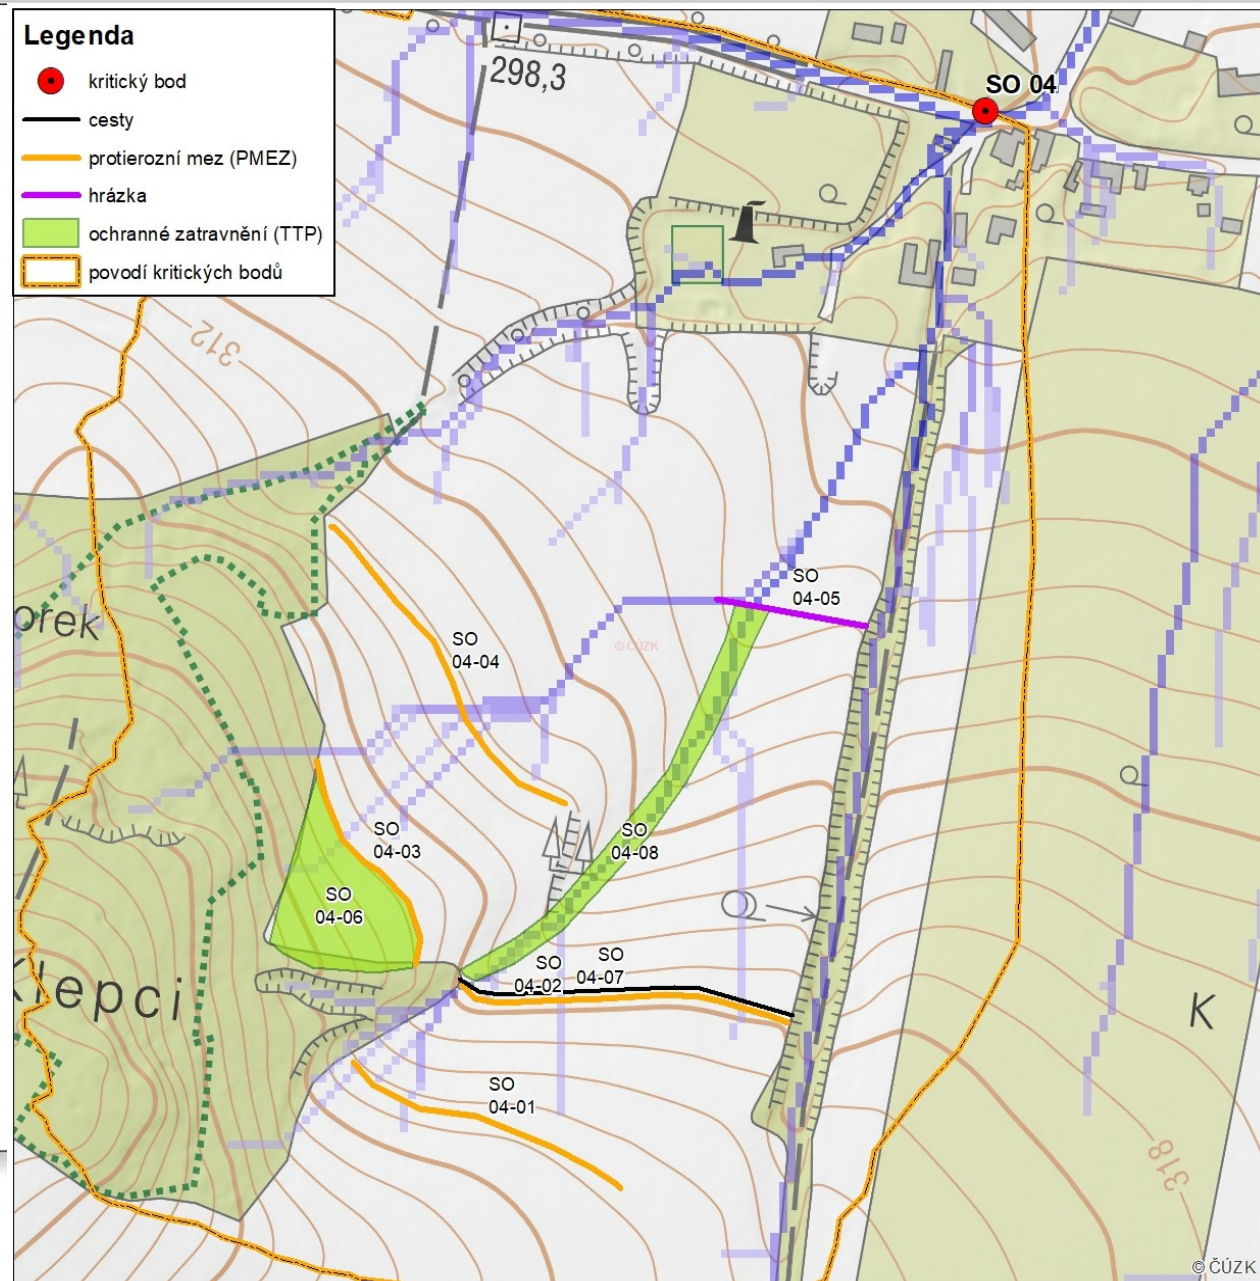 Legenda
kritický bod
cesty
protierozní mez (PMEZ)
hrázka
ochranné zatravnění (TTP)
povodí kritických bodů
298,3
SO 04
312
SO
04-05
orek
SO
04-04
© ČÚZK
SO
04-03
SO
04-08
SO
04-06
SO
04-02
SO
04-07
Klepci
K
SO
04-01
318
© ČÚZK